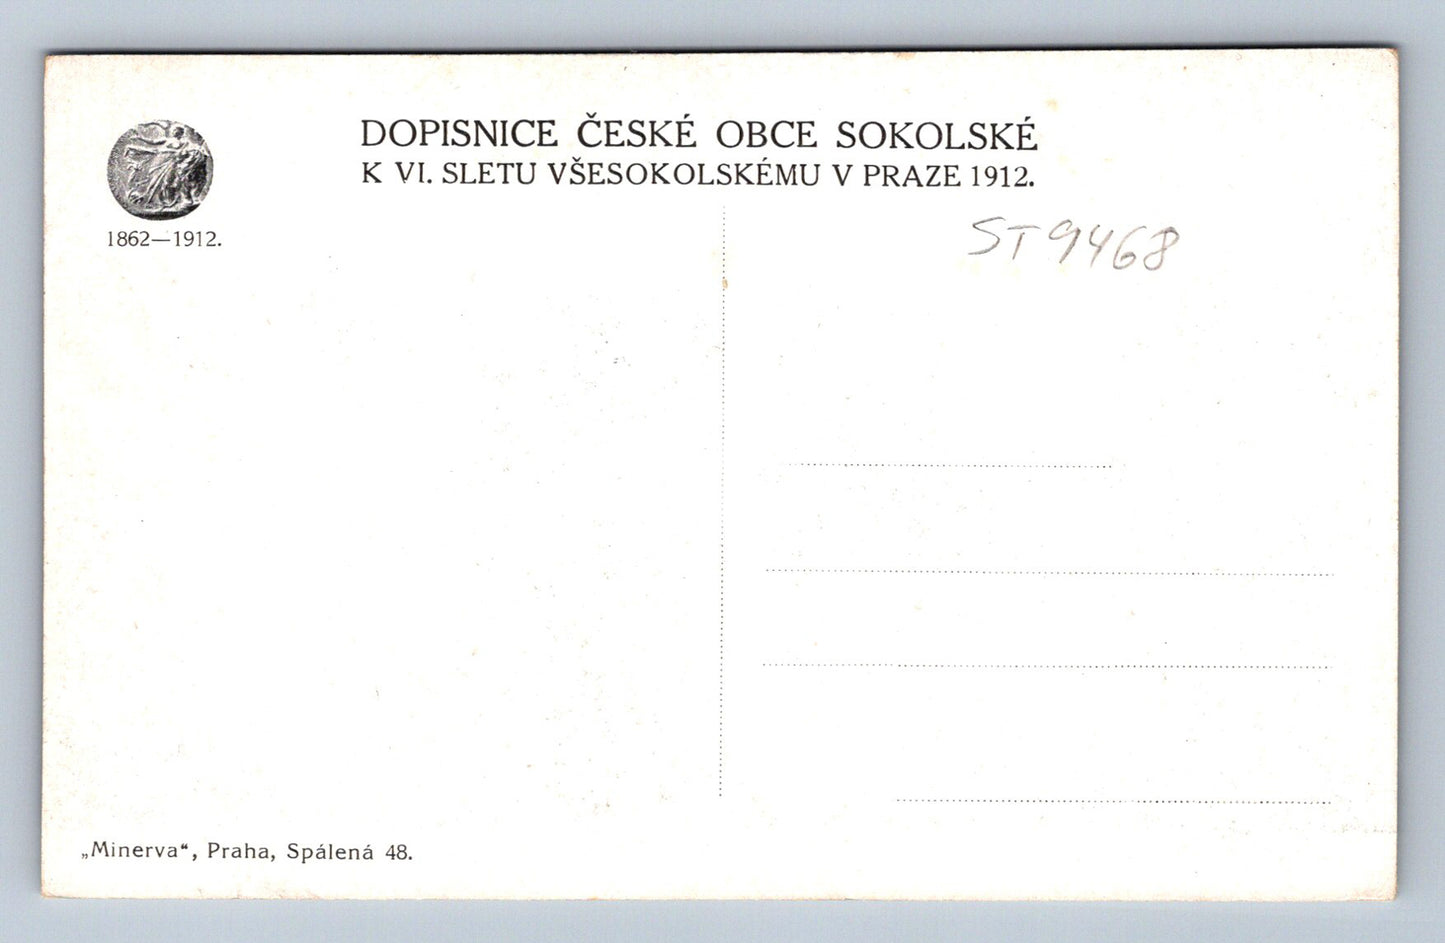 DOPISNICE ČESKÉ OBCE SOKOLSKÉ
K VI. SLETU VŠESOKOLSKÉMU V PRAZE 1912.
1862—1912.
ST9468
„Minerva“, Praha, Spálená 48.